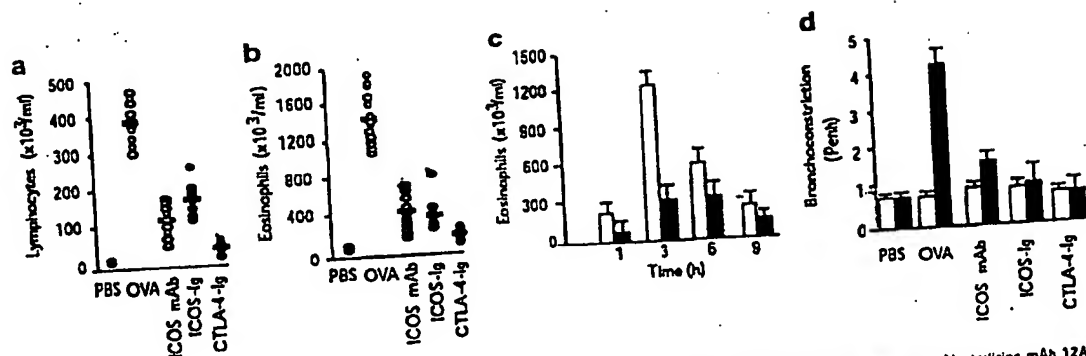 a
Lymphocytes (x10³/ml)
500
400
300
200
100
0
PBS
OVA
ICOS mAb
ICOS-Ig
CTLA-4-Ig
b
Eosinophils (x10³/ml)
2000
1600
1200
800
400
0
PBS
OVA
ICOS mAb
ICOS-Ig
CTLA-4-Ig
c
Eosinophils (x10³/ml)
1500
1200
900
600
300
1
3
6
9
Time (h)
d
Bronchoconstriction
(Penh)
5
4
3
2
1
0
PBS
OVA
ICOS mAb
ICOS-Ig
CTLA-4-Ig
mAb 12A